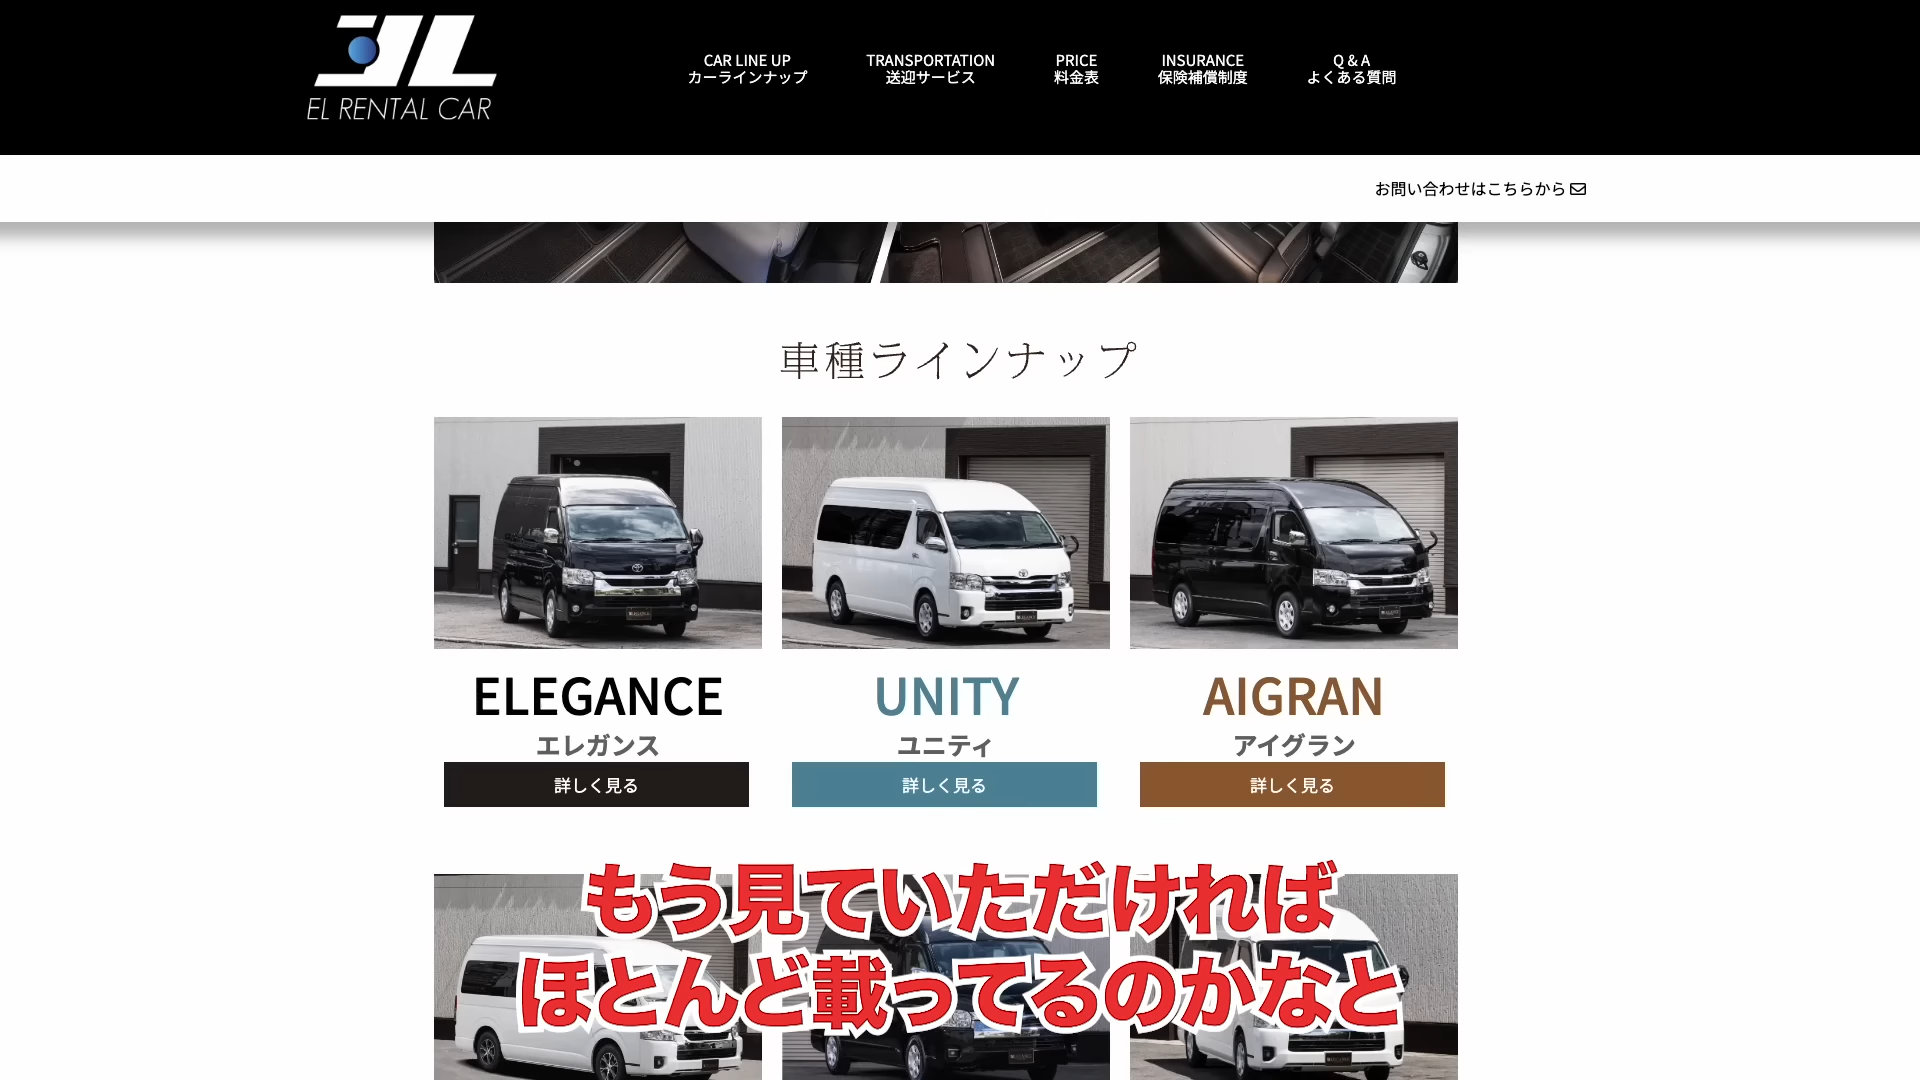 EL RENTAL CAR
CAR LINE UP
カーラインナップ
TRANSPORTATION
送迎サービス
PRICE
料金表
INSURANCE
保険補償制度
Q & A
よくある質問
お問い合わせはこちらから
車種ラインナップ
ELEGANCE
エレガンス
詳しく見る
UNITY
ユニティ
詳しく見る
AIGRAN
アイグラン
詳しく見る
もう見ていただければ
ほとんど載ってるのかなと